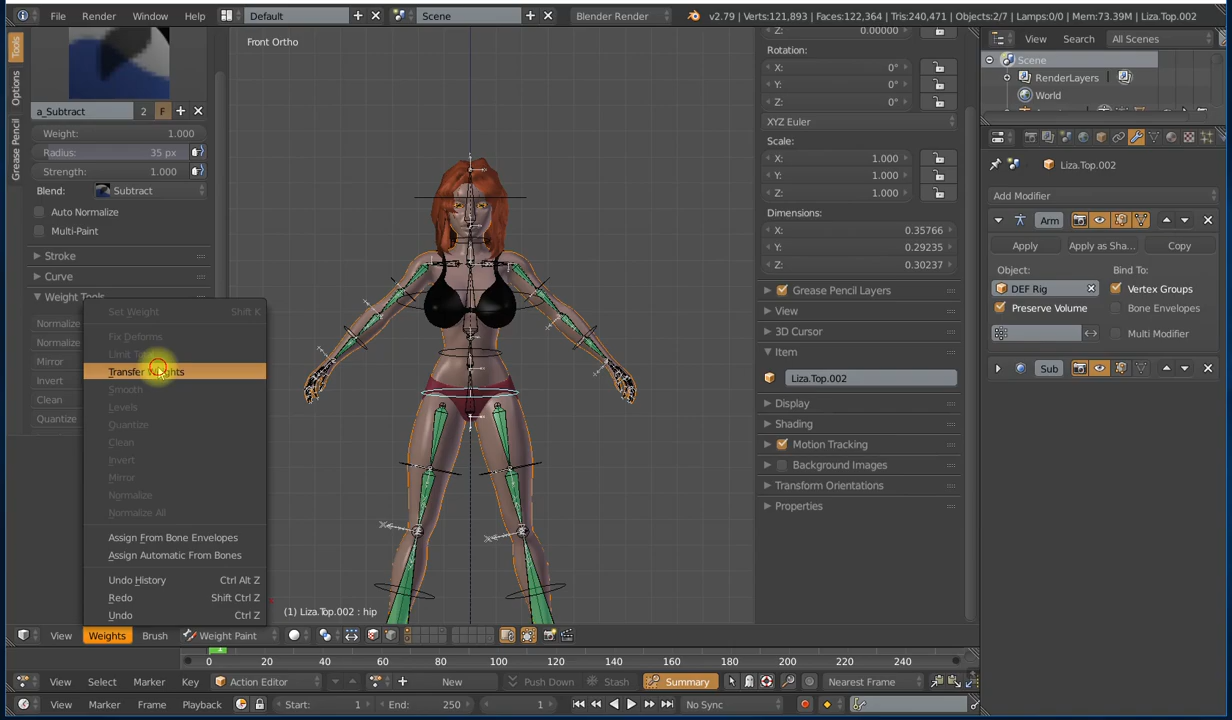 File Render Window Help Default Scene Blender Render v2.79 | Verts:121,893 | Faces:122,364 | Tris:240,471 | Objects:2/7 | Lamps:0/0 | Mem:73.39M | Liza.Top.002
Front Ortho
View Search All Scenes
Scene
RenderLayers
World
Tools
Options
Grease Pencil
a_Subtract 2 F
Weight: 1.000
Radius: 35 px
Strength: 1.000
Blend: Subtract
Auto Normalize
Multi-Paint
Stroke
Curve
Weight Tools
Normalize
Normalize
Mirror
Invert
Clean
Quantize
Set Weight Shift K
Fix Deforms
Limit
Transfer Weights
Smooth
Levels
Quantize
Clean
Invert
Mirror
Normalize
Normalize All
Assign From Bone Envelopes
Assign Automatic From Bones
Undo History Ctrl Alt Z
Redo Shift Ctrl Z
Undo Ctrl Z
(1) Liza.Top.002 : hip
Z: 0.00000
Rotation:
X: 0°
Y: 0°
Z: 0°
XYZ Euler
Scale:
X: 1.000
Y: 1.000
Z: 1.000
Dimensions:
X: 0.35766
Y: 0.29235
Z: 0.30237
Grease Pencil Layers
View
3D Cursor
Item
Liza.Top.002
Display
Shading
Motion Tracking
Background Images
Transform Orientations
Properties
Liza.Top.002
Add Modifier
Arm
Apply Apply as Sha... Copy
Object: Bind To:
DEF Rig Vertex Groups
Preserve Volume Bone Envelopes
Multi Modifier
Sub
View Weights Brush Weight Paint
0 20 40 60 80 100 120 140 160 180 200 220 240
View Select Marker Key Action Editor New Push Down Stash Summary Nearest Frame
View Marker Frame Playback Start: 1 End: 250 1 No Sync